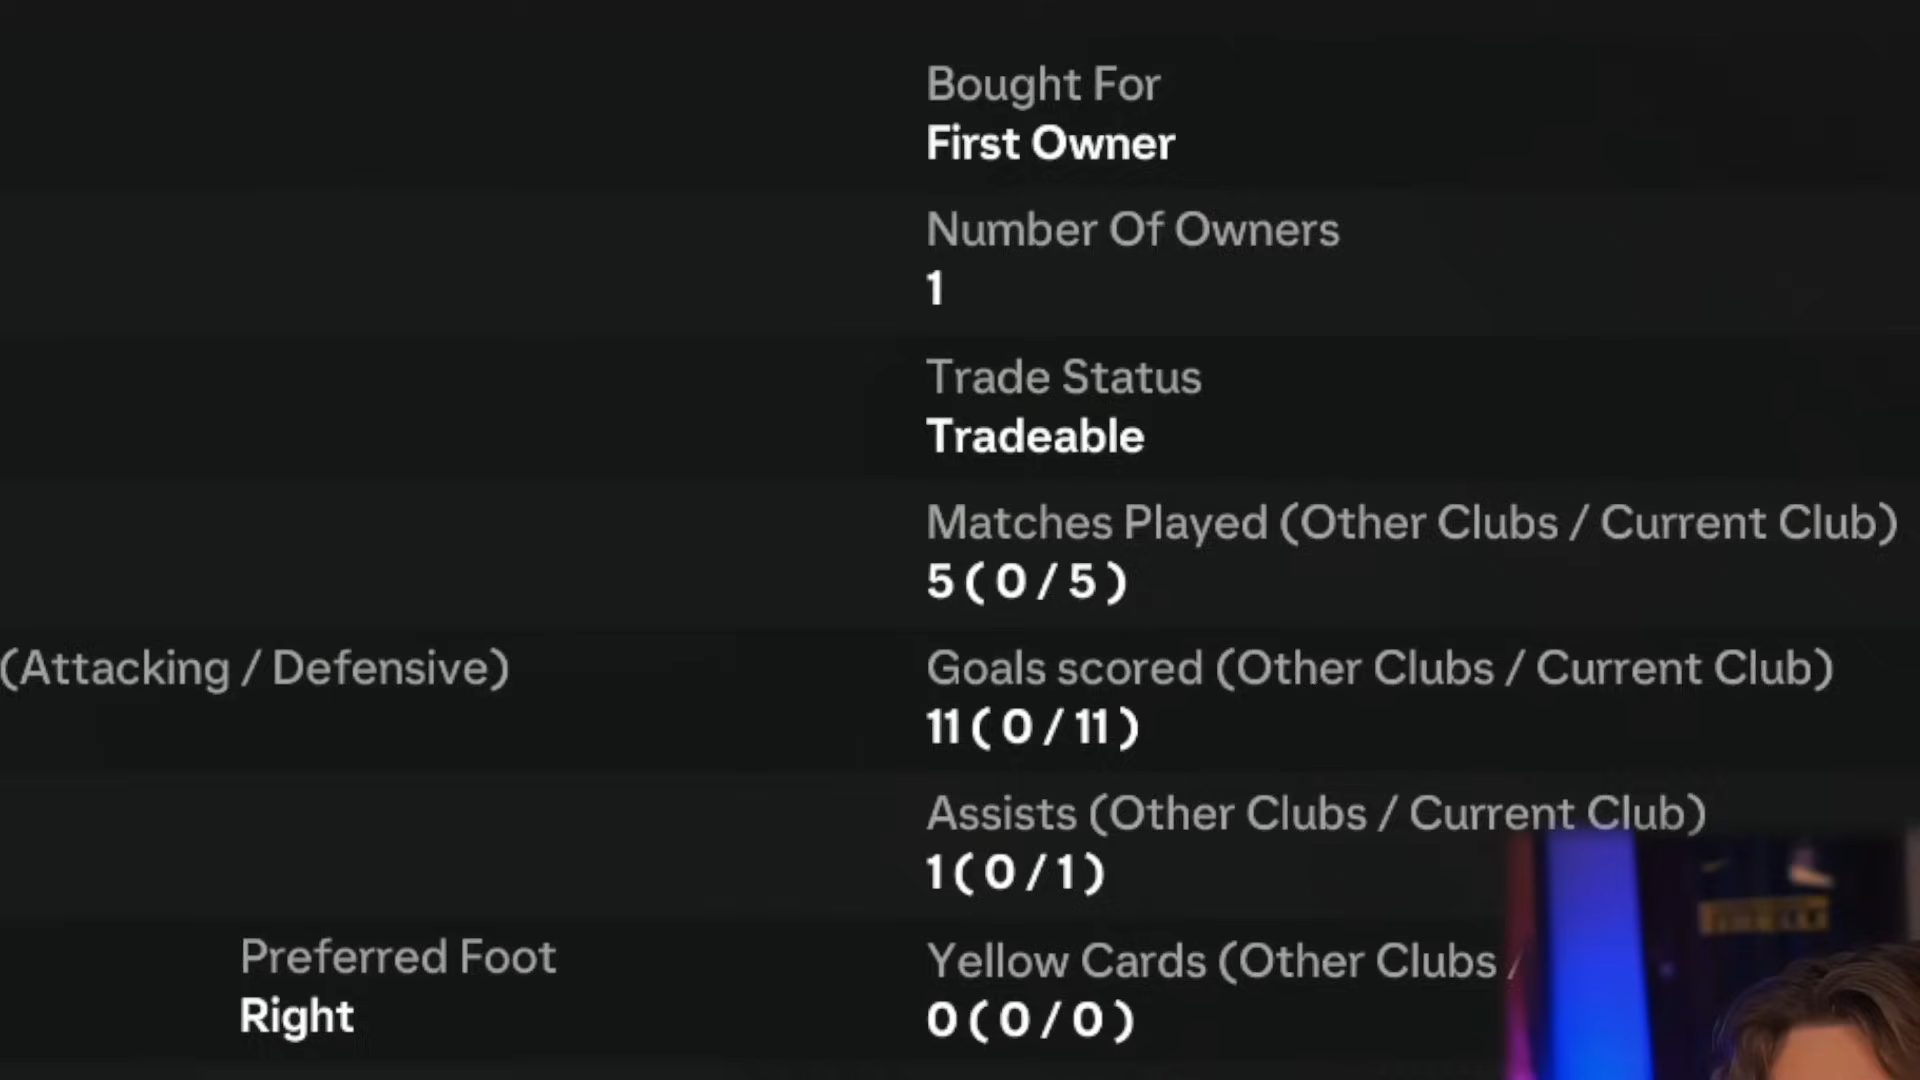 Bought For
First Owner
Number Of Owners
1
Trade Status
Tradeable
Matches Played (Other Clubs / Current Club)
5 ( 0 / 5 )
(Attacking / Defensive)
Goals scored (Other Clubs / Current Club)
11 ( 0 / 11 )
Assists (Other Clubs / Current Club)
1 ( 0 / 1 )
Preferred Foot
Right
Yellow Cards (Other Clubs /
0 ( 0 / 0 )